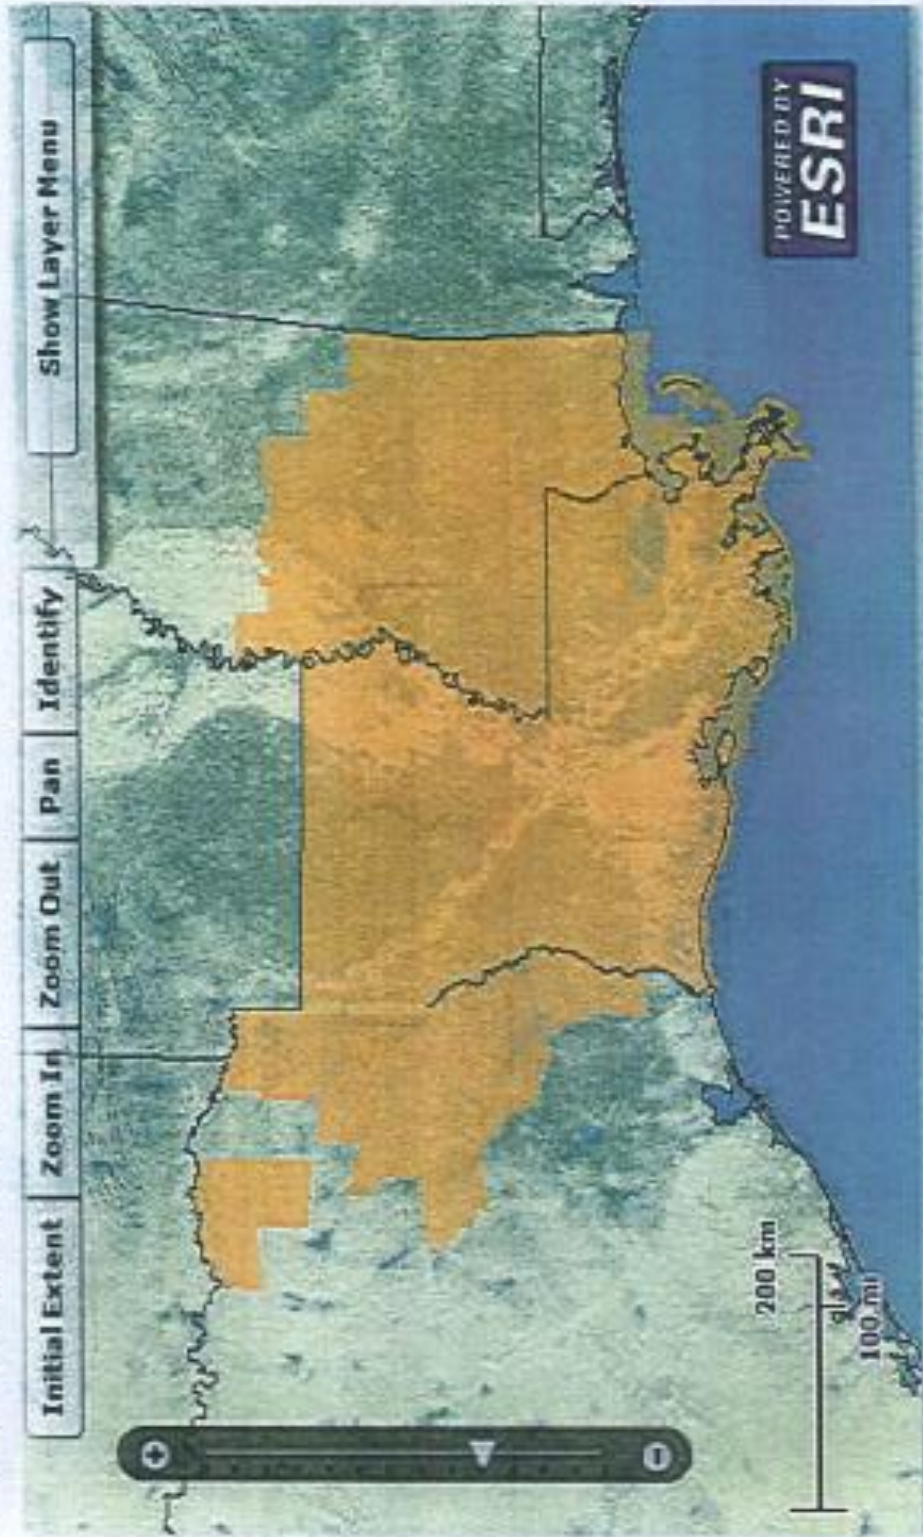 Initial Extent
Zoom In
Zoom Out
Pan
Identify
Show Layer Menu
200 km
100 mi
POWERED BY
ESRI